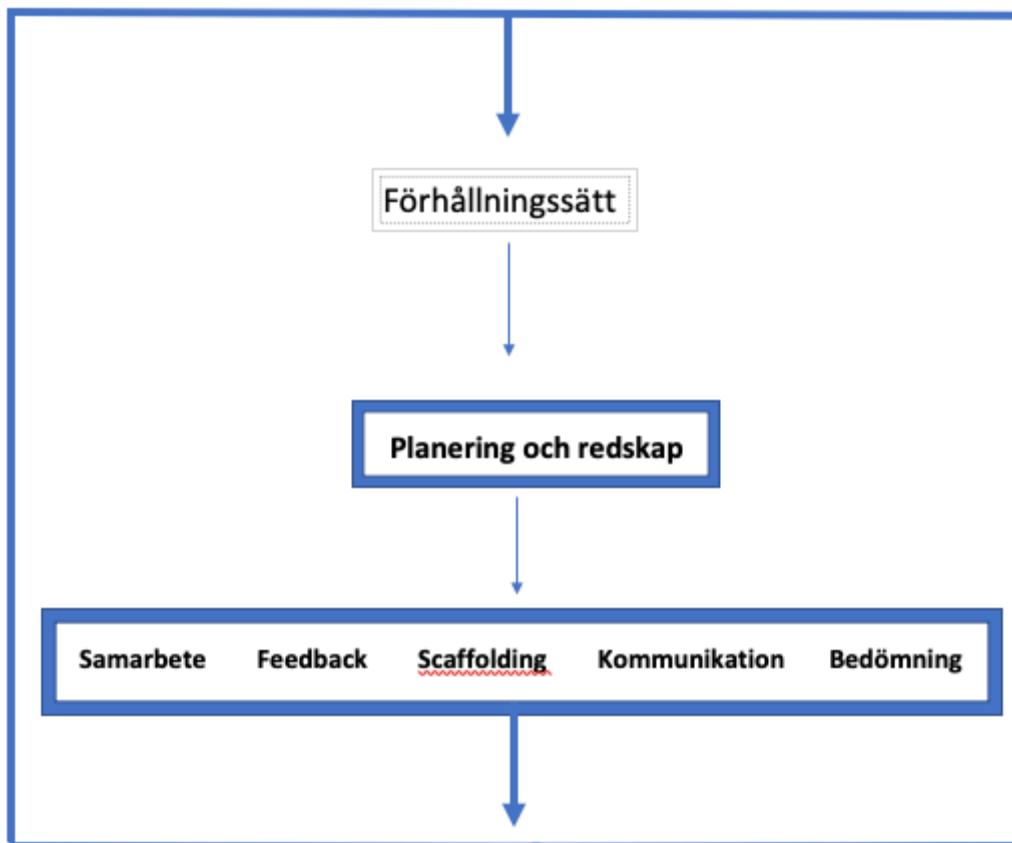 Förhållningssätt
Planering och redskap
Samarbete Feedback Scaffolding Kommunikation Bedömning